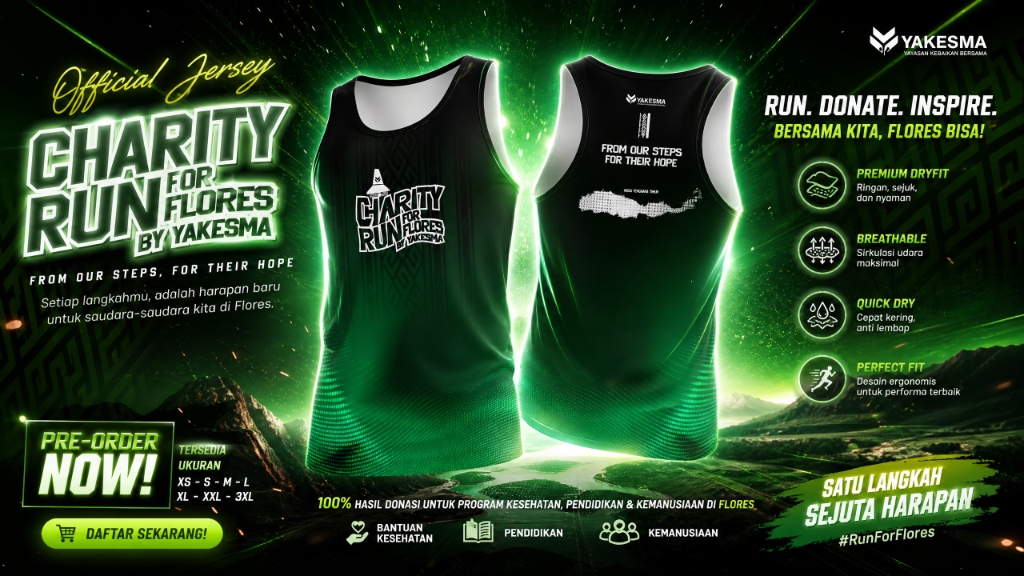 Official Jersey
CHARITY
RUN FOR
FLORES
BY YAKESMA
FROM OUR STEPS, FOR THEIR HOPE
Setiap langkahmu, adalah harapan baru
untuk saudara-saudara kita di Flores.
PRE-ORDER
NOW!
TERSEDIA
UKURAN
XS - S - M - L
XL - XXL - 3XL
DAFTAR SEKARANG!
CHARITY
FOR
RUN FLORES
BY YAKESMA
YAKESMA
FROM OUR STEPS
FOR THEIR HOPE
NUSA TENGGARA TIMUR
100% HASIL DONASI UNTUK PROGRAM KESEHATAN, PENDIDIKAN & KEMANUSIAAN DI FLORES
BANTUAN
KESEHATAN
PENDIDIKAN
KEMANUSIAAN
YAKESMA
YAYASAN KEBAIKAN BERSAMA
RUN. DONATE. INSPIRE.
BERSAMA KITA, FLORES BISA!
PREMIUM DRYFIT
Ringan, sejuk,
dan nyaman
BREATHABLE
Sirkulasi udara
maksimal
QUICK DRY
Cepat kering,
anti lembap
PERFECT FIT
Desain ergonomis
untuk performa terbaik
SATU LANGKAH
SEJUTA HARAPAN
#RunForFlores